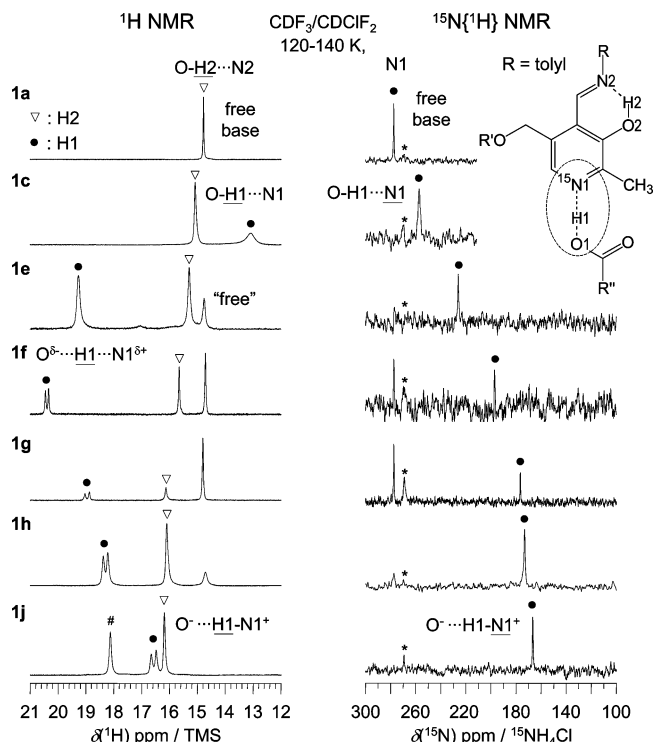 ¹H NMR
CDF₃/CDClF₂
120-140 K,
¹⁵N{¹H} NMR
1a
O-H2···N2
▽ : H2
● : H1
free
base
N1
free
base
*
R = tolyl
R
N2
H2
O2
R'O
¹⁵N1
CH₃
H1
O1
O
R"
1c
O-H1···N1
O-H1···N1
*
1e
"free"
*
1f
Oᵟ⁻···H1···N1ᵟ⁺
*
1g
*
1h
*
1j
#
O⁻···H1-N1⁺
O⁻···H1-N1⁺
*
21 20 19 18 17 16 15 14 13 12
δ(¹H) ppm / TMS
300 260 220 180 140 100
δ(¹⁵N) ppm / ¹⁵NH₄Cl